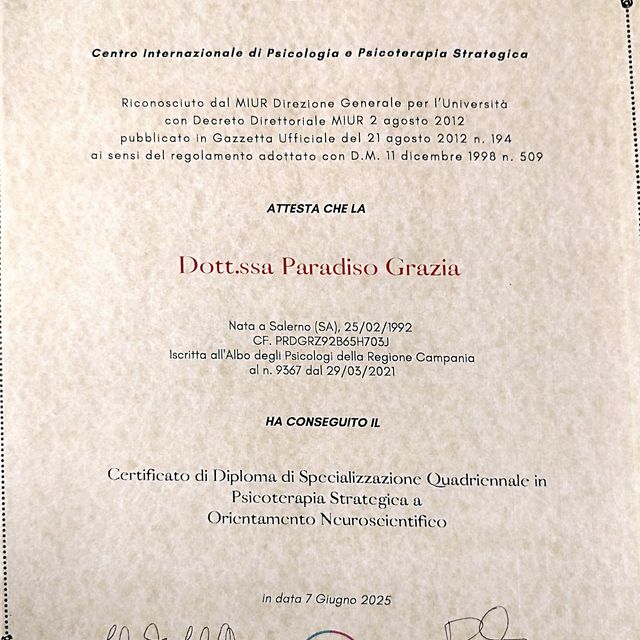 Centro Internazionale di Psicologia e Psicoterapia Strategica
Riconosciuto dal MIUR Direzione Generale per l'Università
con Decreto Direttoriale MIUR 2 agosto 2012
pubblicato in Gazzetta Ufficiale del 21 agosto 2012 n. 194
ai sensi del regolamento adottato con D.M. 11 dicembre 1998 n. 509
ATTESTA CHE LA
Dott.ssa Paradiso Grazia
Nata a Salerno (SA), 25/02/1992
CF. PRDGRZ92B65H703J
Iscritta all'Albo degli Psicologi della Regione Campania
al n. 9367 dal 29/03/2021
HA CONSEGUITO IL
Certificato di Diploma di Specializzazione Quadriennale in
Psicoterapia Strategica a
Orientamento Neuroscientifico
in data 7 Giugno 2025